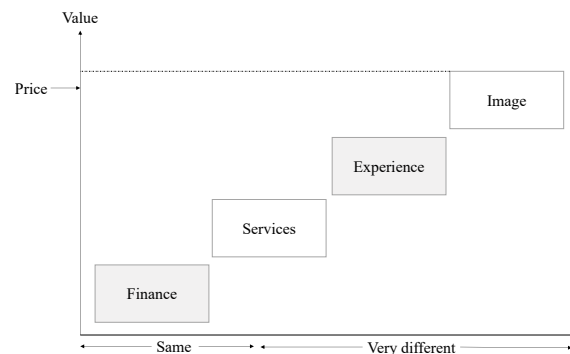 Value
Price
Image
Experience
Services
Finance
Same
Very different